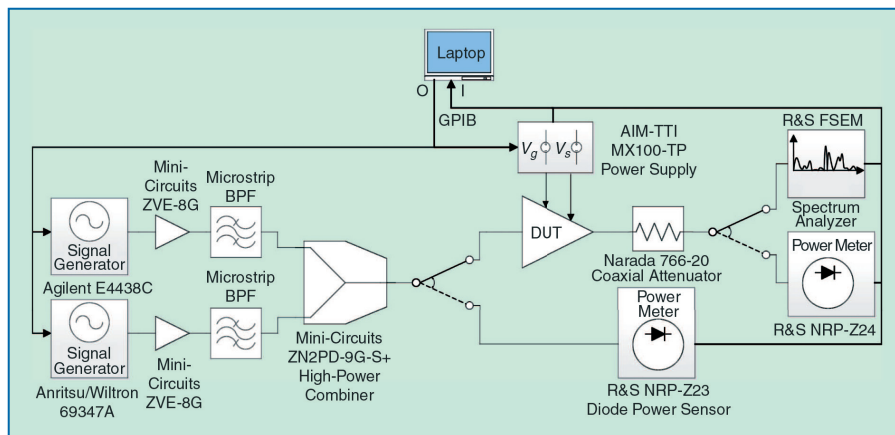 Laptop
O I
GPIB
Vg Vs
AIM-TTI
MX100-TP
Power Supply
R&S FSEM
Spectrum
Analyzer
Mini-
Circuits
ZVE-8G
Microstrip
BPF
Signal
Generator
Agilent E4438C
DUT
Narada 766-20
Coaxial Attenuator
Power Meter
R&S NRP-Z24
Microstrip
BPF
Signal
Generator
Anritsu/Wiltron
69347A
Mini-
Circuits
ZVE-8G
Mini-Circuits
ZN2PD-9G-S+
High-Power
Combiner
Power
Meter
R&S NRP-Z23
Diode Power Sensor